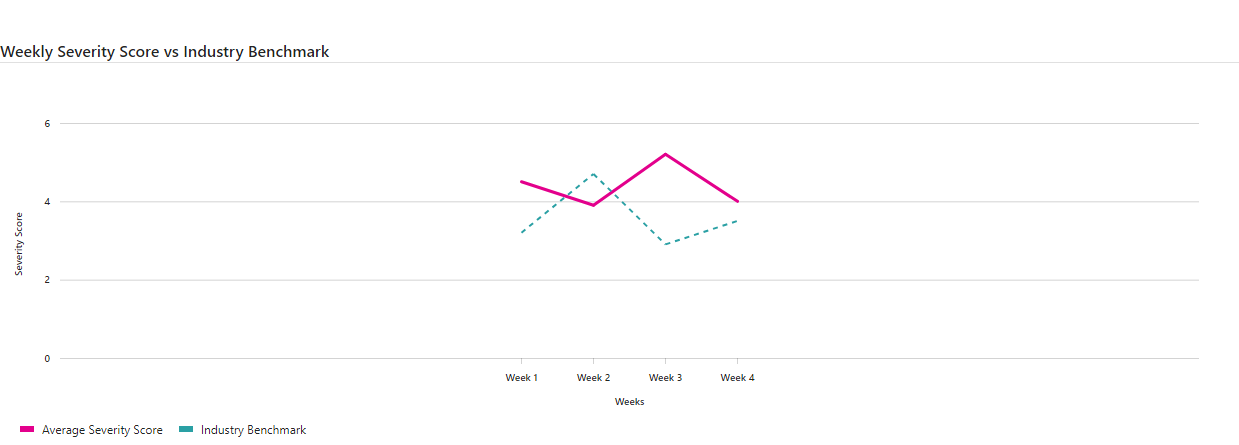 Weekly Severity Score vs Industry Benchmark
6
4
2
0
Severity Score
Week 1 Week 2 Week 3 Week 4
Weeks
Average Severity Score Industry Benchmark